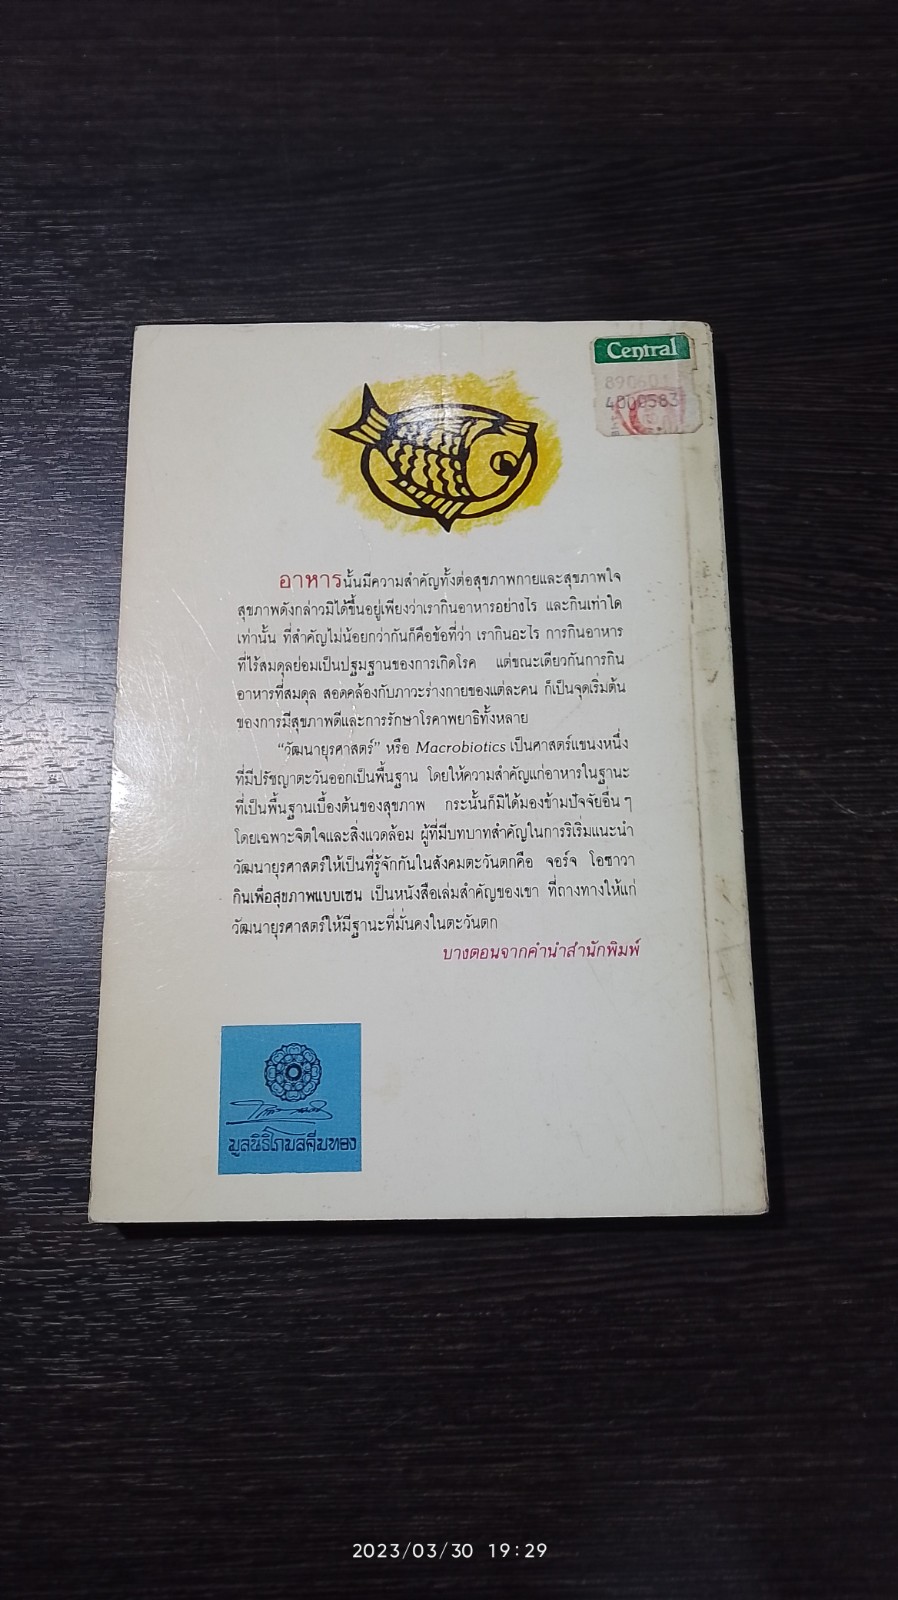 Central
890601
4000583
อาหารนั้นมีความสำคัญทั้งต่อสุขภาพกายและสุขภาพใจ
สุขภาพดังกล่าวมิได้ขึ้นอยู่เพียงว่าเรากินอาหารอย่างไร และกินเท่าใด
เท่านั้น ที่สำคัญไม่น้อยกว่ากันก็คือข้อที่ว่า เรากินอะไร การกินอาหาร
ที่ไร้สมดุลย่อมเป็นปฐมฐานของการเกิดโรค แต่ขณะเดียวกันการกิน
อาหารที่สมดุล สอดคล้องกับภาวะร่างกายของแต่ละคน ก็เป็นจุดเริ่มต้น
ของการมีสุขภาพดีและการรักษาโรคาพยาธิทั้งหลาย
“วัฒนายุรศาสตร์” หรือ Macrobiotics เป็นศาสตร์แขนงหนึ่ง
ที่มีปรัชญาตะวันออกเป็นพื้นฐาน โดยให้ความสำคัญแก่อาหารในฐานะ
ที่เป็นพื้นฐานเบื้องต้นของสุขภาพ กระนั้นก็มิได้มองข้ามปัจจัยอื่น ๆ
โดยเฉพาะจิตใจและสิ่งแวดล้อม ผู้ที่มีบทบาทสำคัญในการริเริ่มแนะนำ
วัฒนายุรศาสตร์ให้เป็นที่รู้จักกันในสังคมตะวันตกคือ จอร์จ โอซาวา
กินเพื่อสุขภาพแบบเซน เป็นหนังสือเล่มสำคัญของเขา ที่ถางทางให้แก่
วัฒนายุรศาสตร์ให้มีฐานะที่มั่นคงในตะวันตก
บางตอนจากคำนำสำนักพิมพ์
มูลนิธิโกมลคีมทอง
2023/03/30 19:29